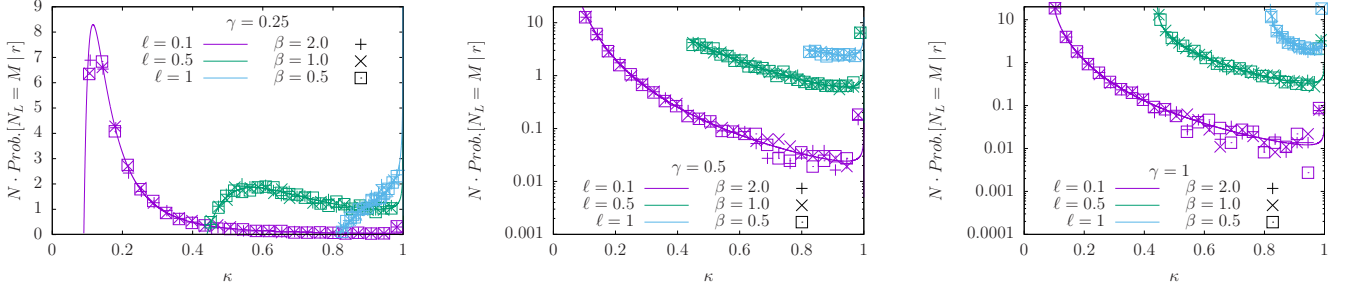 N · Prob.[N_L = M | r]
9
8
7
6
5
4
3
2
1
0
γ = 0.25
ℓ = 0.1 β = 2.0
ℓ = 0.5 β = 1.0
ℓ = 1 β = 0.5
0 0.2 0.4 0.6 0.8 1
κ
N · Prob.[N_L = M | r]
10
1
0.1
0.01
0.001
γ = 0.5
ℓ = 0.1 β = 2.0
ℓ = 0.5 β = 1.0
ℓ = 1 β = 0.5
0 0.2 0.4 0.6 0.8 1
κ
N · Prob.[N_L = M | r]
10
1
0.1
0.01
0.001
0.0001
γ = 1
ℓ = 0.1 β = 2.0
ℓ = 0.5 β = 1.0
ℓ = 1 β = 0.5
0 0.2 0.4 0.6 0.8 1
κ